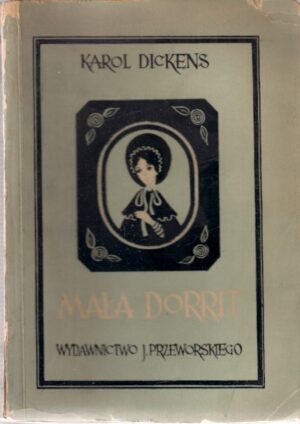 KAROL DICKENS
MAŁA DORRIT
WYDAWNICTWO J. PRZEWORSKIEGO